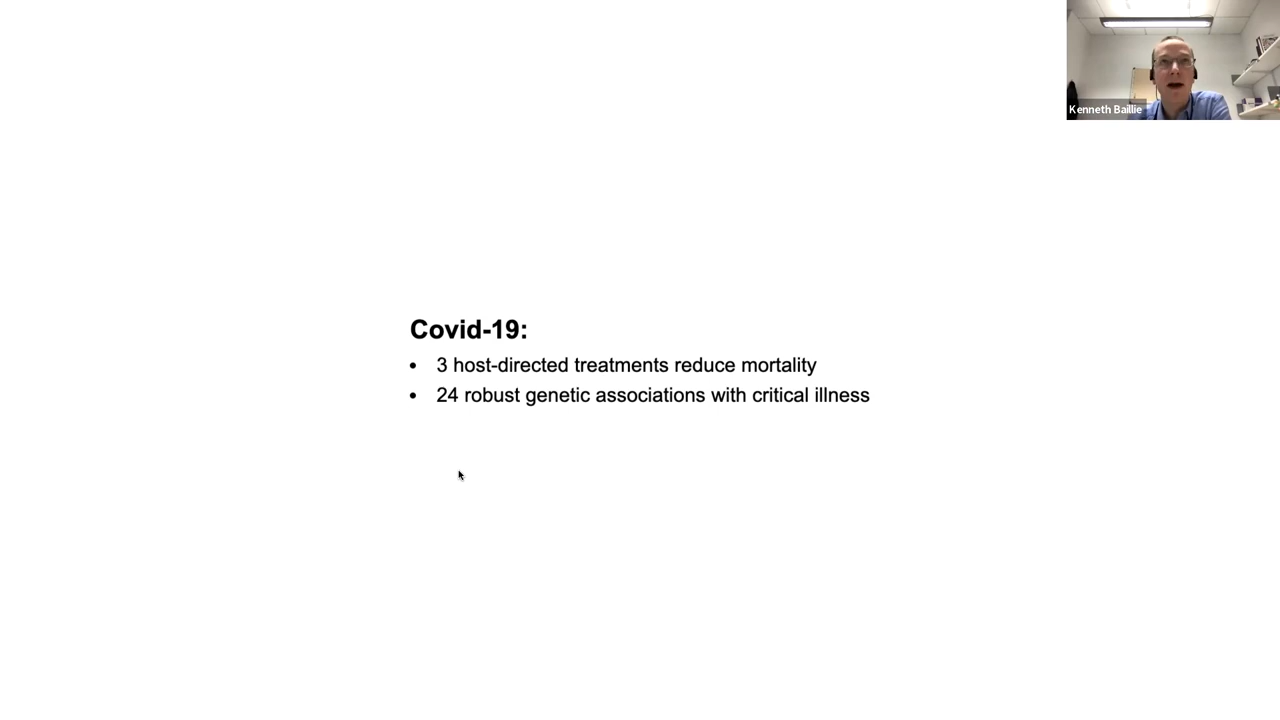 Kenneth Baillie
Covid-19:
• 3 host-directed treatments reduce mortality
• 24 robust genetic associations with critical illness